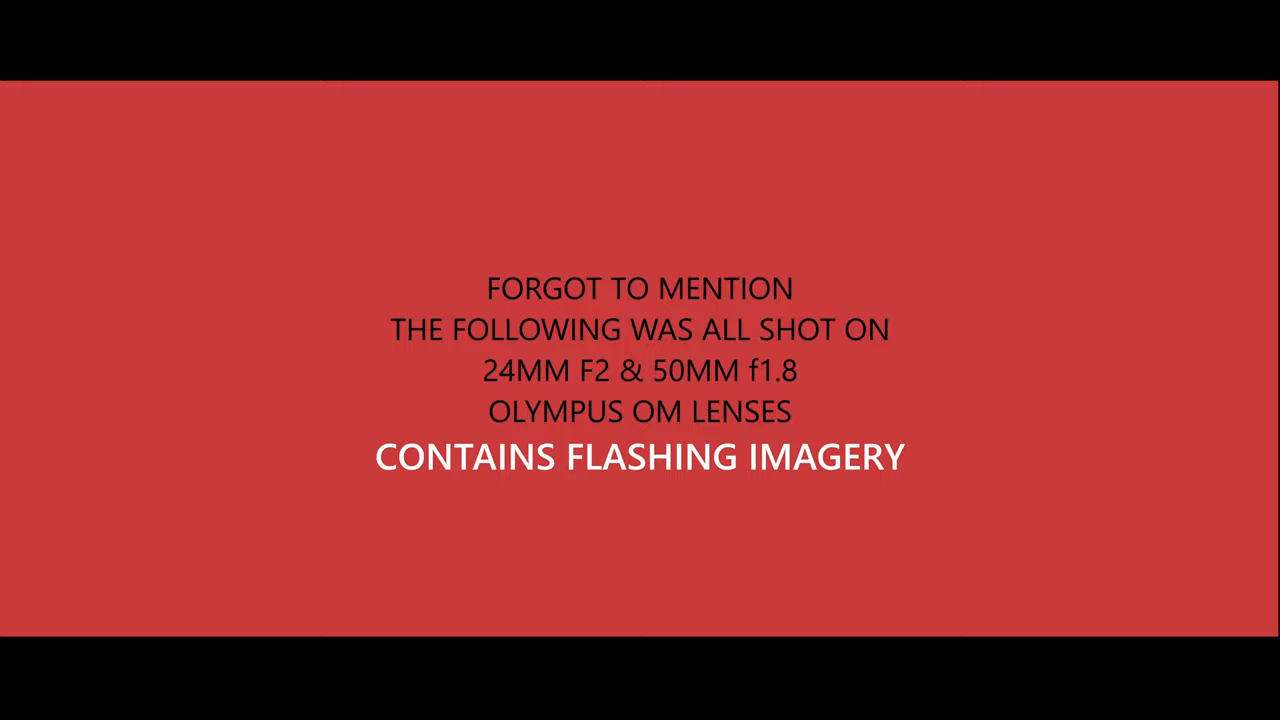 FORGOT TO MENTION
THE FOLLOWING WAS ALL SHOT ON
24MM F2 & 50MM f1.8
OLYMPUS OM LENSES
CONTAINS FLASHING IMAGERY